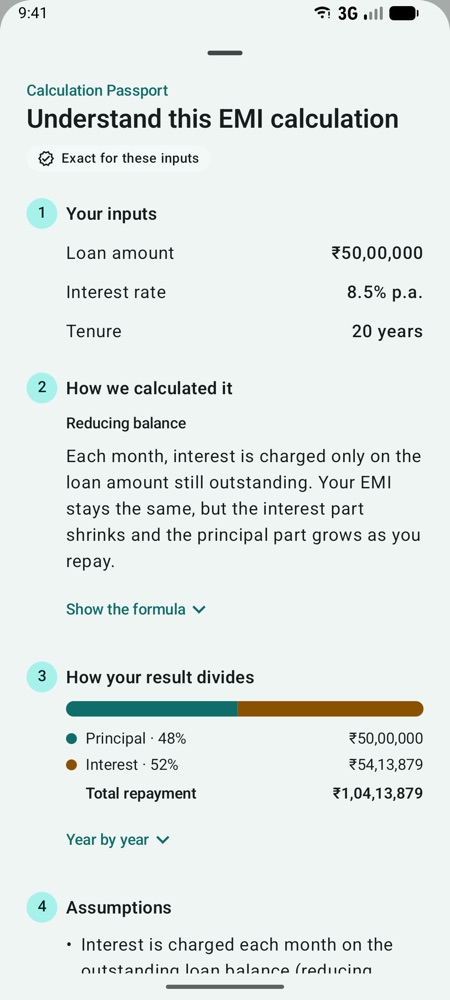 9:41
3G
Calculation Passport
Understand this EMI calculation
Exact for these inputs
1 Your inputs
Loan amount ₹50,00,000
Interest rate 8.5% p.a.
Tenure 20 years
2 How we calculated it
Reducing balance
Each month, interest is charged only on the
loan amount still outstanding. Your EMI
stays the same, but the interest part
shrinks and the principal part grows as you
repay.
Show the formula
3 How your result divides
Principal · 48% ₹50,00,000
Interest · 52% ₹54,13,879
Total repayment ₹1,04,13,879
Year by year
4 Assumptions
• Interest is charged each month on the
outstanding loan balance (reducing